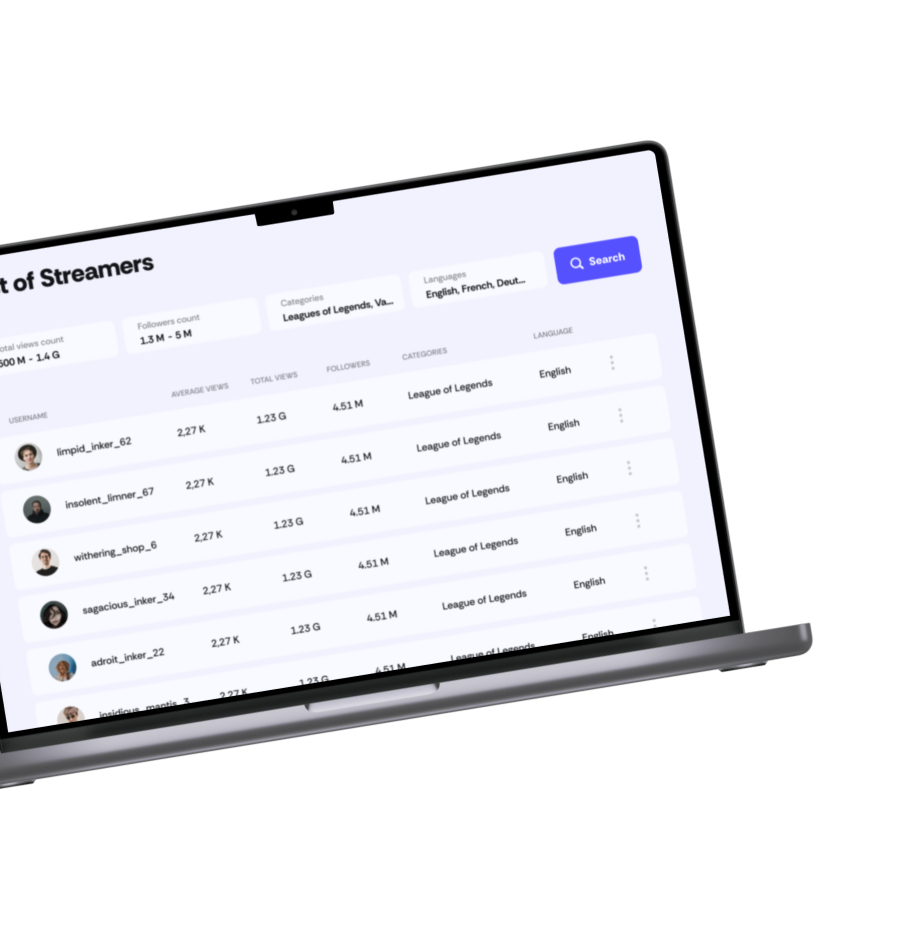 t of Streamers
otal views count
500 M - 1.4 G
Followers count
1.3 M - 5 M
Categories
Leagues of Legends, Va...
Languages
English, French, Deut...
Search
USERNAME AVERAGE VIEWS TOTAL VIEWS FOLLOWERS CATEGORIES LANGUAGE
limpid_inker_62 2,27 K 1.23 G 4.51 M League of Legends English
insolent_limner_67 2,27 K 1.23 G 4.51 M League of Legends English
withering_shop_6 2,27 K 1.23 G 4.51 M League of Legends English
sagacious_inker_34 2,27 K 1.23 G 4.51 M League of Legends English
adroit_inker_22 2,27 K 1.23 G 4.51 M League of Legends English
insidious_mantis_3 2,27 K 1.23 G 4.51 M League of Legends English